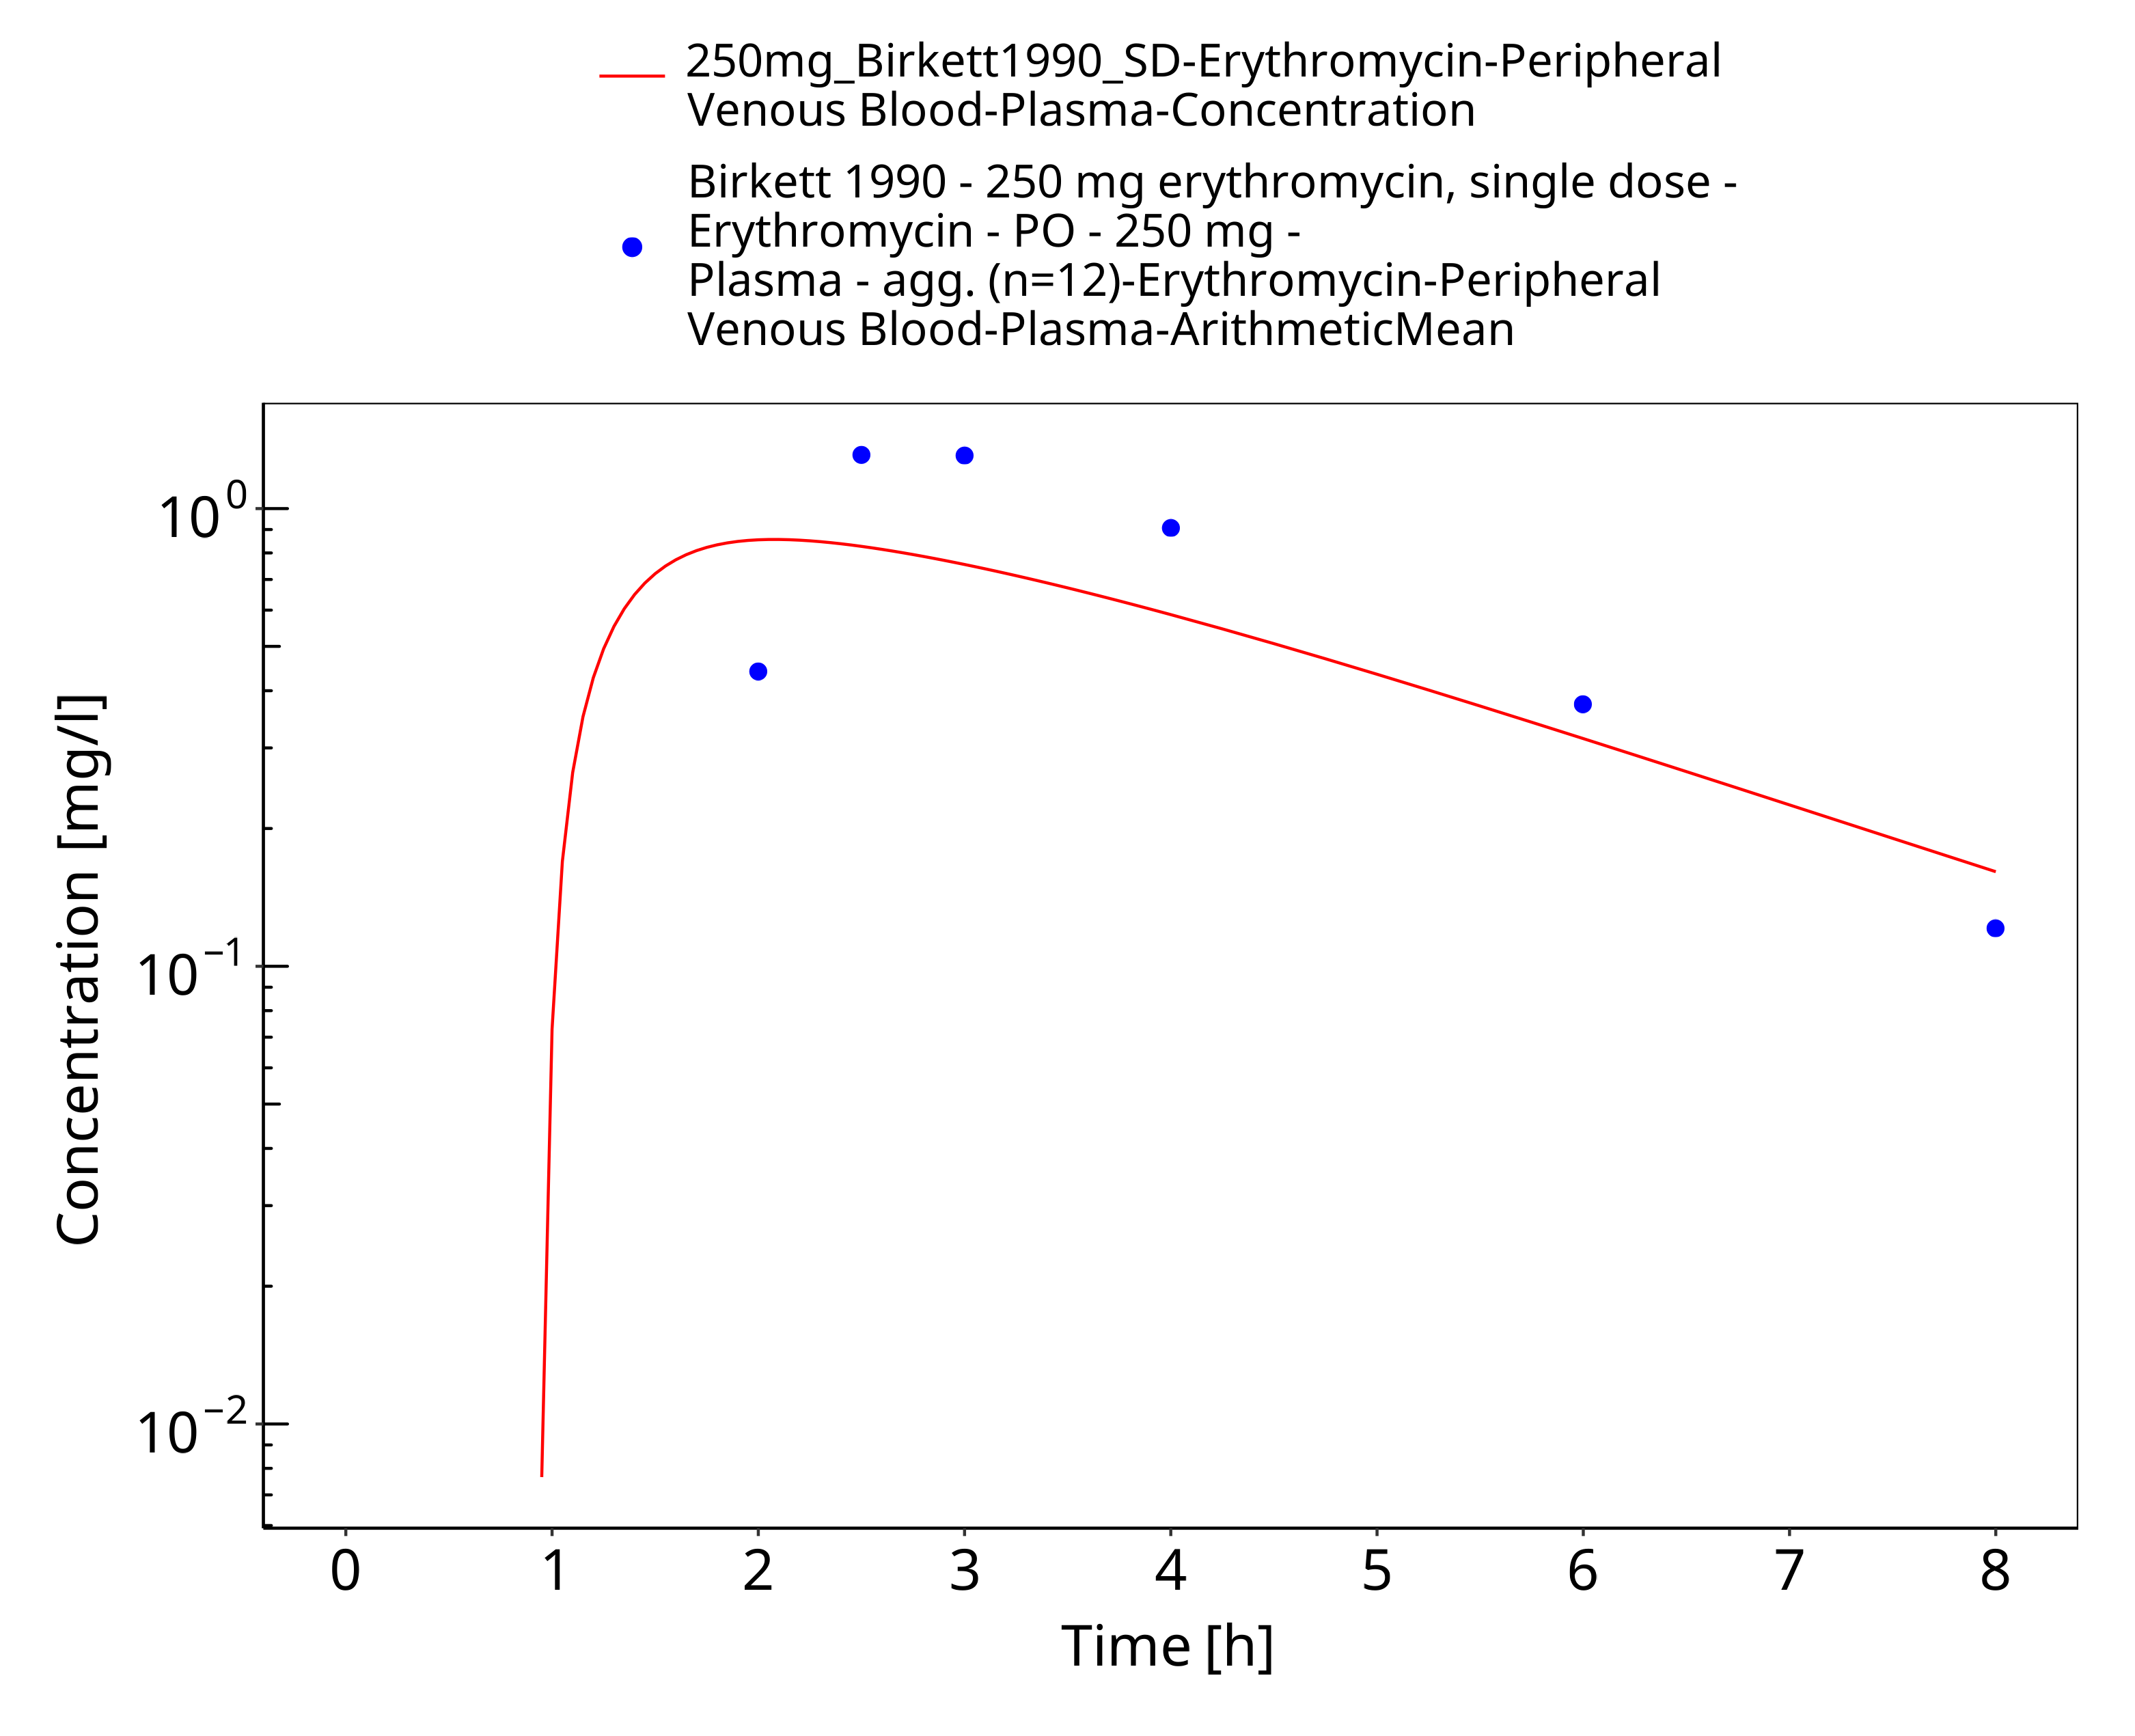 250mg_Birkett1990_SD-Erythromycin-Peripheral
Venous Blood-Plasma-Concentration
Birkett 1990 - 250 mg erythromycin, single dose -
Erythromycin - PO - 250 mg -
Plasma - agg. (n=12)-Erythromycin-Peripheral
Venous Blood-Plasma-ArithmeticMean
Concentration [mg/l]
10⁰
10⁻¹
10⁻²
0 1 2 3 4 5 6 7 8
Time [h]